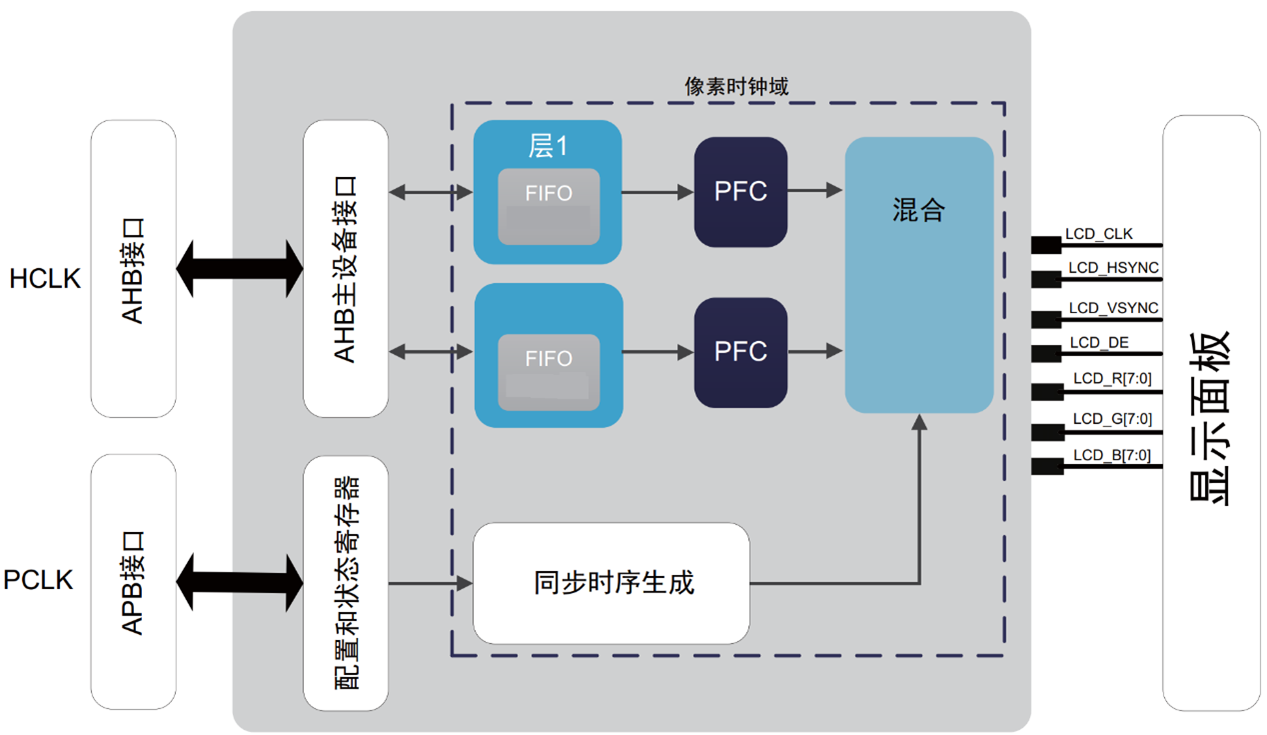 像素时钟域
HCLK
AHB接口
AHB主设备接口
层1
FIFO
PFC
混合
FIFO
PFC
PCLK
APB接口
配置和状态寄存器
同步时序生成
LCD_CLK
LCD_HSYNC
LCD_VSYNC
LCD_DE
LCD_R[7:0]
LCD_G[7:0]
LCD_B[7:0]
显示面板